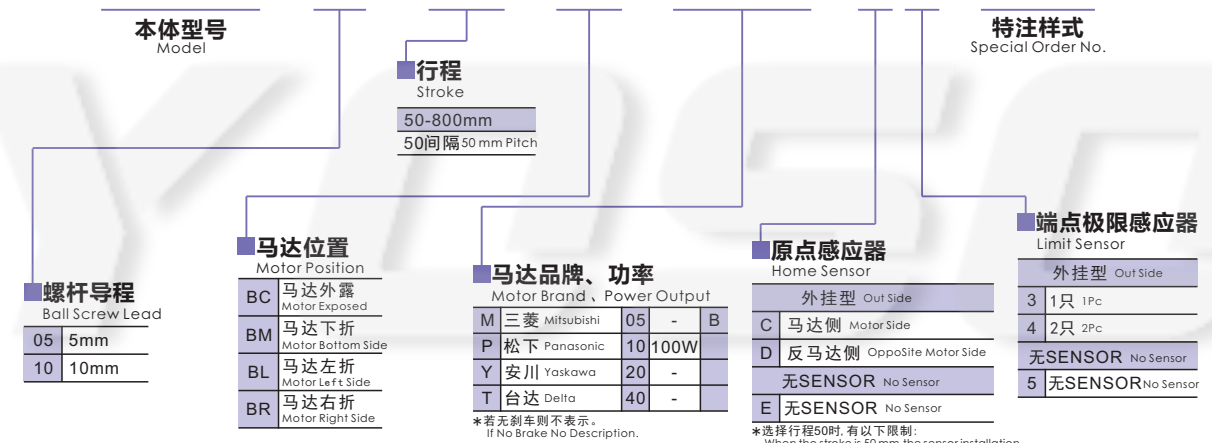 本体型号
Model
特注样式
Special Order No.
行程
Stroke
50-800mm
50间隔 50 mm Pitch
螺杆导程
Ball Screw Lead
05 5mm
10 10mm
马达位置
Motor Position
BC 马达外露
Motor Exposed
BM 马达下折
Motor Bottom Side
BL 马达左折
Motor Left Side
BR 马达右折
Motor Right Side
马达品牌、功率
Motor Brand 、Power Output
M 三菱 Mitsubishi 05 - B
P 松下 Panasonic 10 100W
Y 安川 Yaskawa 20 -
T 台达 Delta 40 -
*若无刹车则不表示。
If No Brake No Description.
原点感应器
Home Sensor
外挂型 Out Side
C 马达侧 Motor Side
D 反马达侧 OppoSite Motor Side
无SENSOR No Sensor
E 无SENSOR No Sensor
*选择行程50时,有以下限制:
When the stroke is 50 mm,the sensor installation
端点极限感应器
Limit Sensor
外挂型 Out Side
3 1只 1Pc
4 2只 2Pc
无SENSOR No Sensor
5 无SENSOR No Sensor